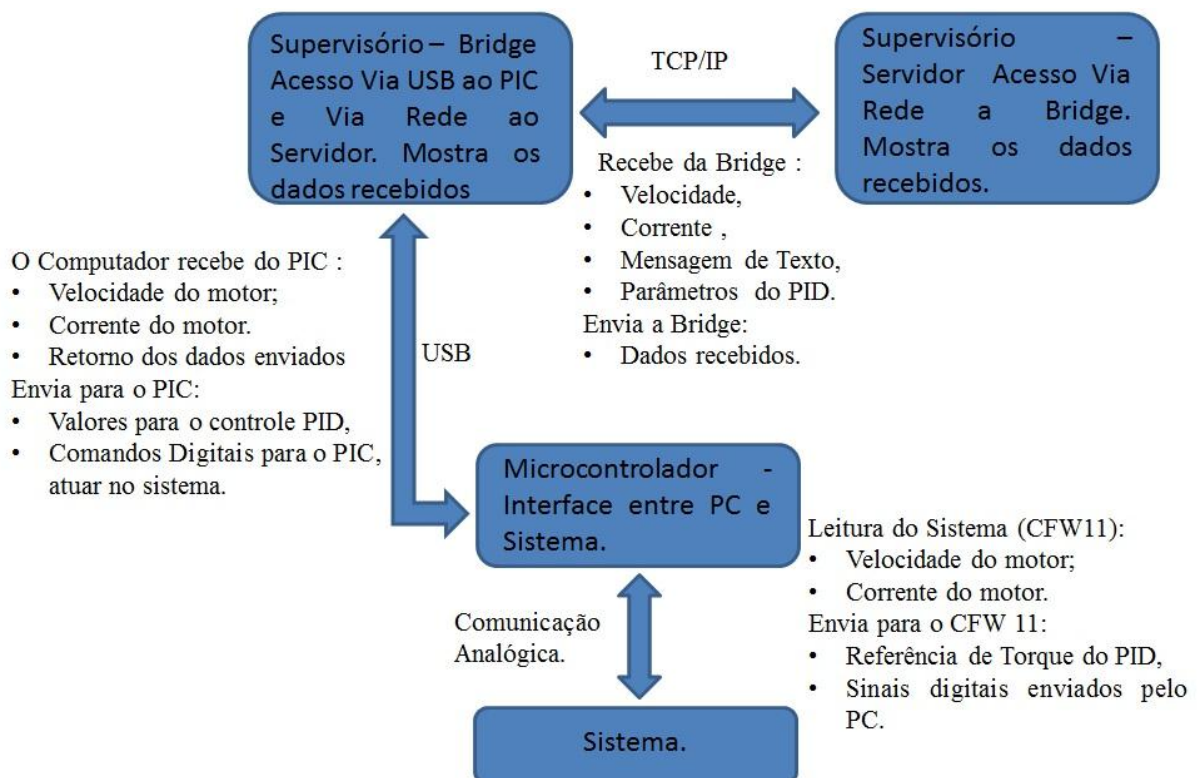 Supervisório – Bridge
Acesso Via USB ao PIC
e Via Rede ao
Servidor. Mostra os
dados recebidos
TCP/IP
Supervisório –
Servidor Acesso Via
Rede a Bridge.
Mostra os dados
recebidos.
Recebe da Bridge :
• Velocidade,
• Corrente ,
• Mensagem de Texto,
• Parâmetros do PID.
Envia a Bridge:
• Dados recebidos.
O Computador recebe do PIC :
• Velocidade do motor;
• Corrente do motor.
• Retorno dos dados enviados
Envia para o PIC:
• Valores para o controle PID,
• Comandos Digitais para o PIC,
atuar no sistema.
USB
Microcontrolador -
Interface entre PC e
Sistema.
Leitura do Sistema (CFW11):
• Velocidade do motor;
• Corrente do motor.
Envia para o CFW 11:
• Referência de Torque do PID,
• Sinais digitais enviados pelo
PC.
Comunicação
Analógica.
Sistema.